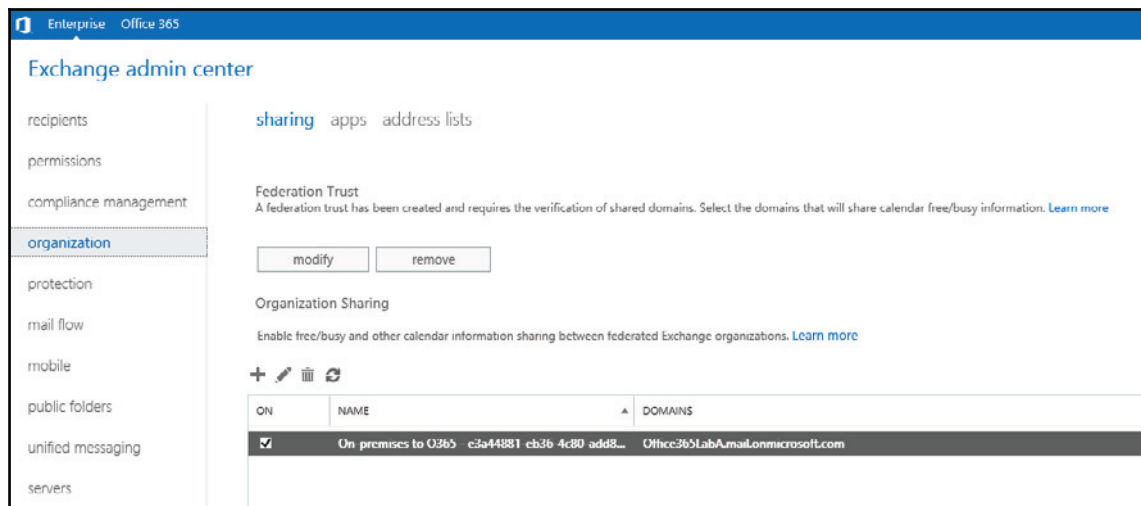 Enterprise Office 365
Exchange admin center
recipients
permissions
compliance management
organization
protection
mail flow
mobile
public folders
unified messaging
servers
sharing apps address lists
Federation Trust
A federation trust has been created and requires the verification of shared domains. Select the domains that will share calendar free/busy information. Learn more
modify remove
Organization Sharing
Enable free/busy and other calendar information sharing between federated Exchange organizations. Learn more
ON NAME DOMAINS
On-premises to O365 - e3a44881-eb36-4c80-add8... Office365LabA.mail.onmicrosoft.com